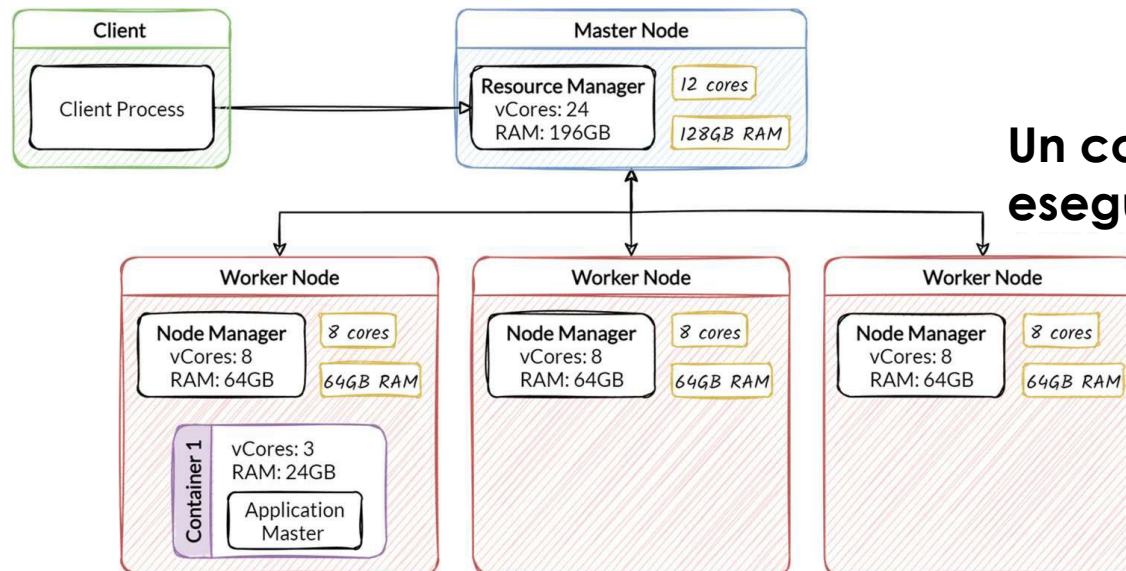 Client
Client Process
Master Node
Resource Manager
vCores: 24
RAM: 196GB
12 cores
128GB RAM
Un
Worker Node
Node Manager
vCores: 8
RAM: 64GB
8 cores
64GB RAM
Container 1
vCores: 3
RAM: 24GB
Application
Master
Worker Node
Node Manager
vCores: 8
RAM: 64GB
8 cores
64GB RAM
Worker Node
Node Manager
vCores: 8
RAM: 64GB
8 cores
64GB RAM